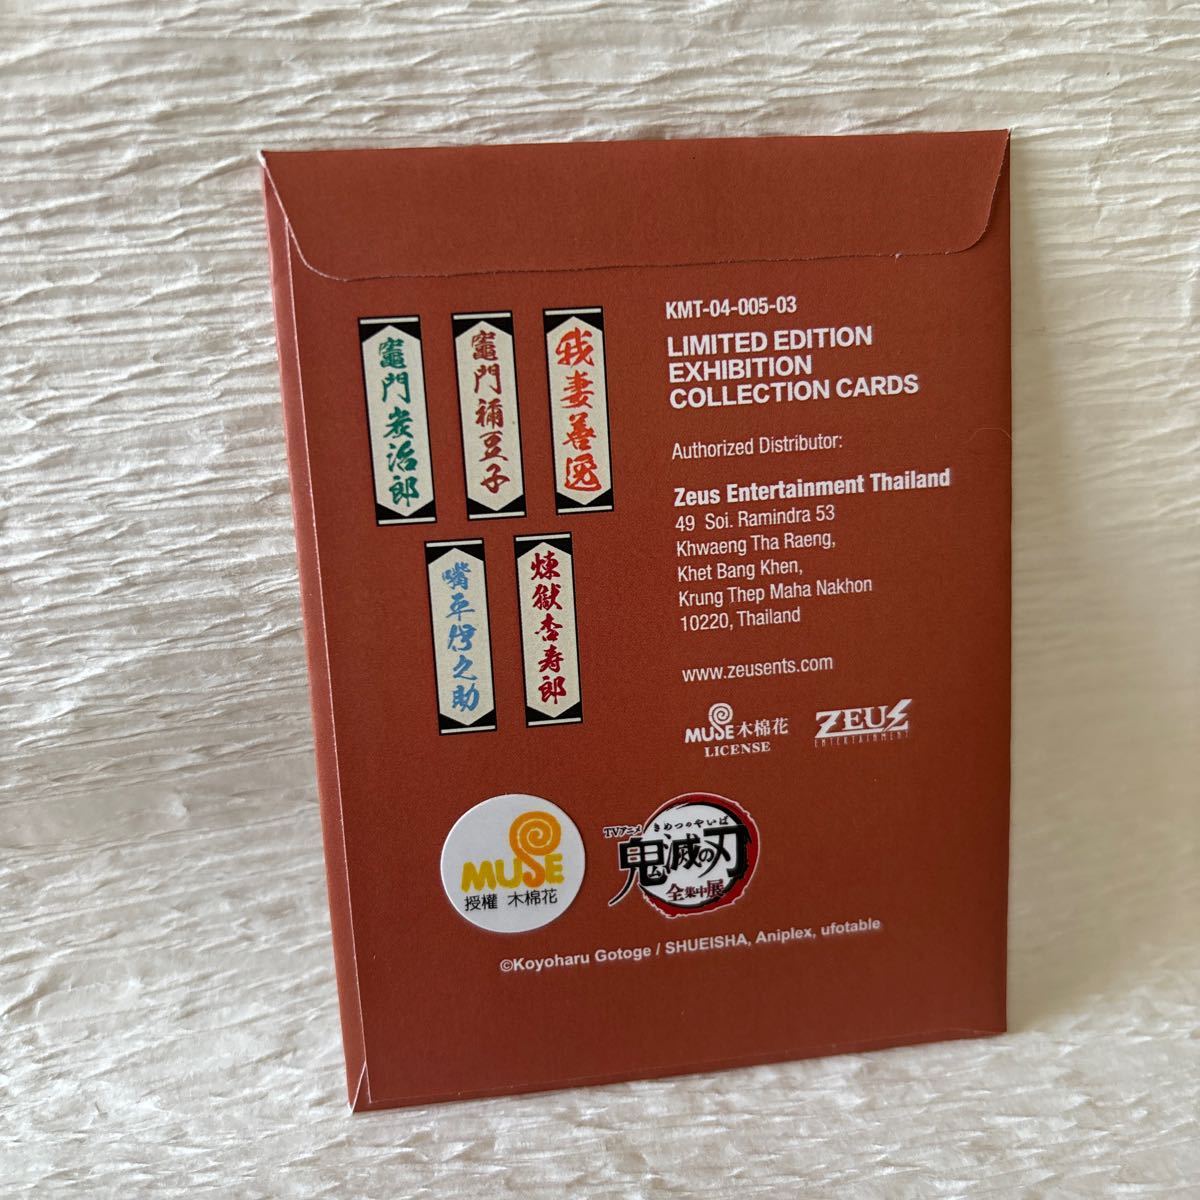 竈門炭治郎
竈門禰豆子
我妻善逸
嘴平伊之助
煉獄杏寿郎
KMT-04-005-03
LIMITED EDITION
EXHIBITION
COLLECTION CARDS
Authorized Distributor:
Zeus Entertainment Thailand
49 Soi. Ramindra 53
Khwaeng Tha Raeng,
Khet Bang Khen,
Krung Thep Maha Nakhon
10220, Thailand
www.zeusents.com
MUSE木棉花
LICENSE
ZEUS
ENTERTAINMENT
MUSE
授權 木棉花
TVアニメ
きめつのやいば
鬼滅の刃
全集中展
©Koyoharu Gotoge / SHUEISHA, Aniplex, ufotable